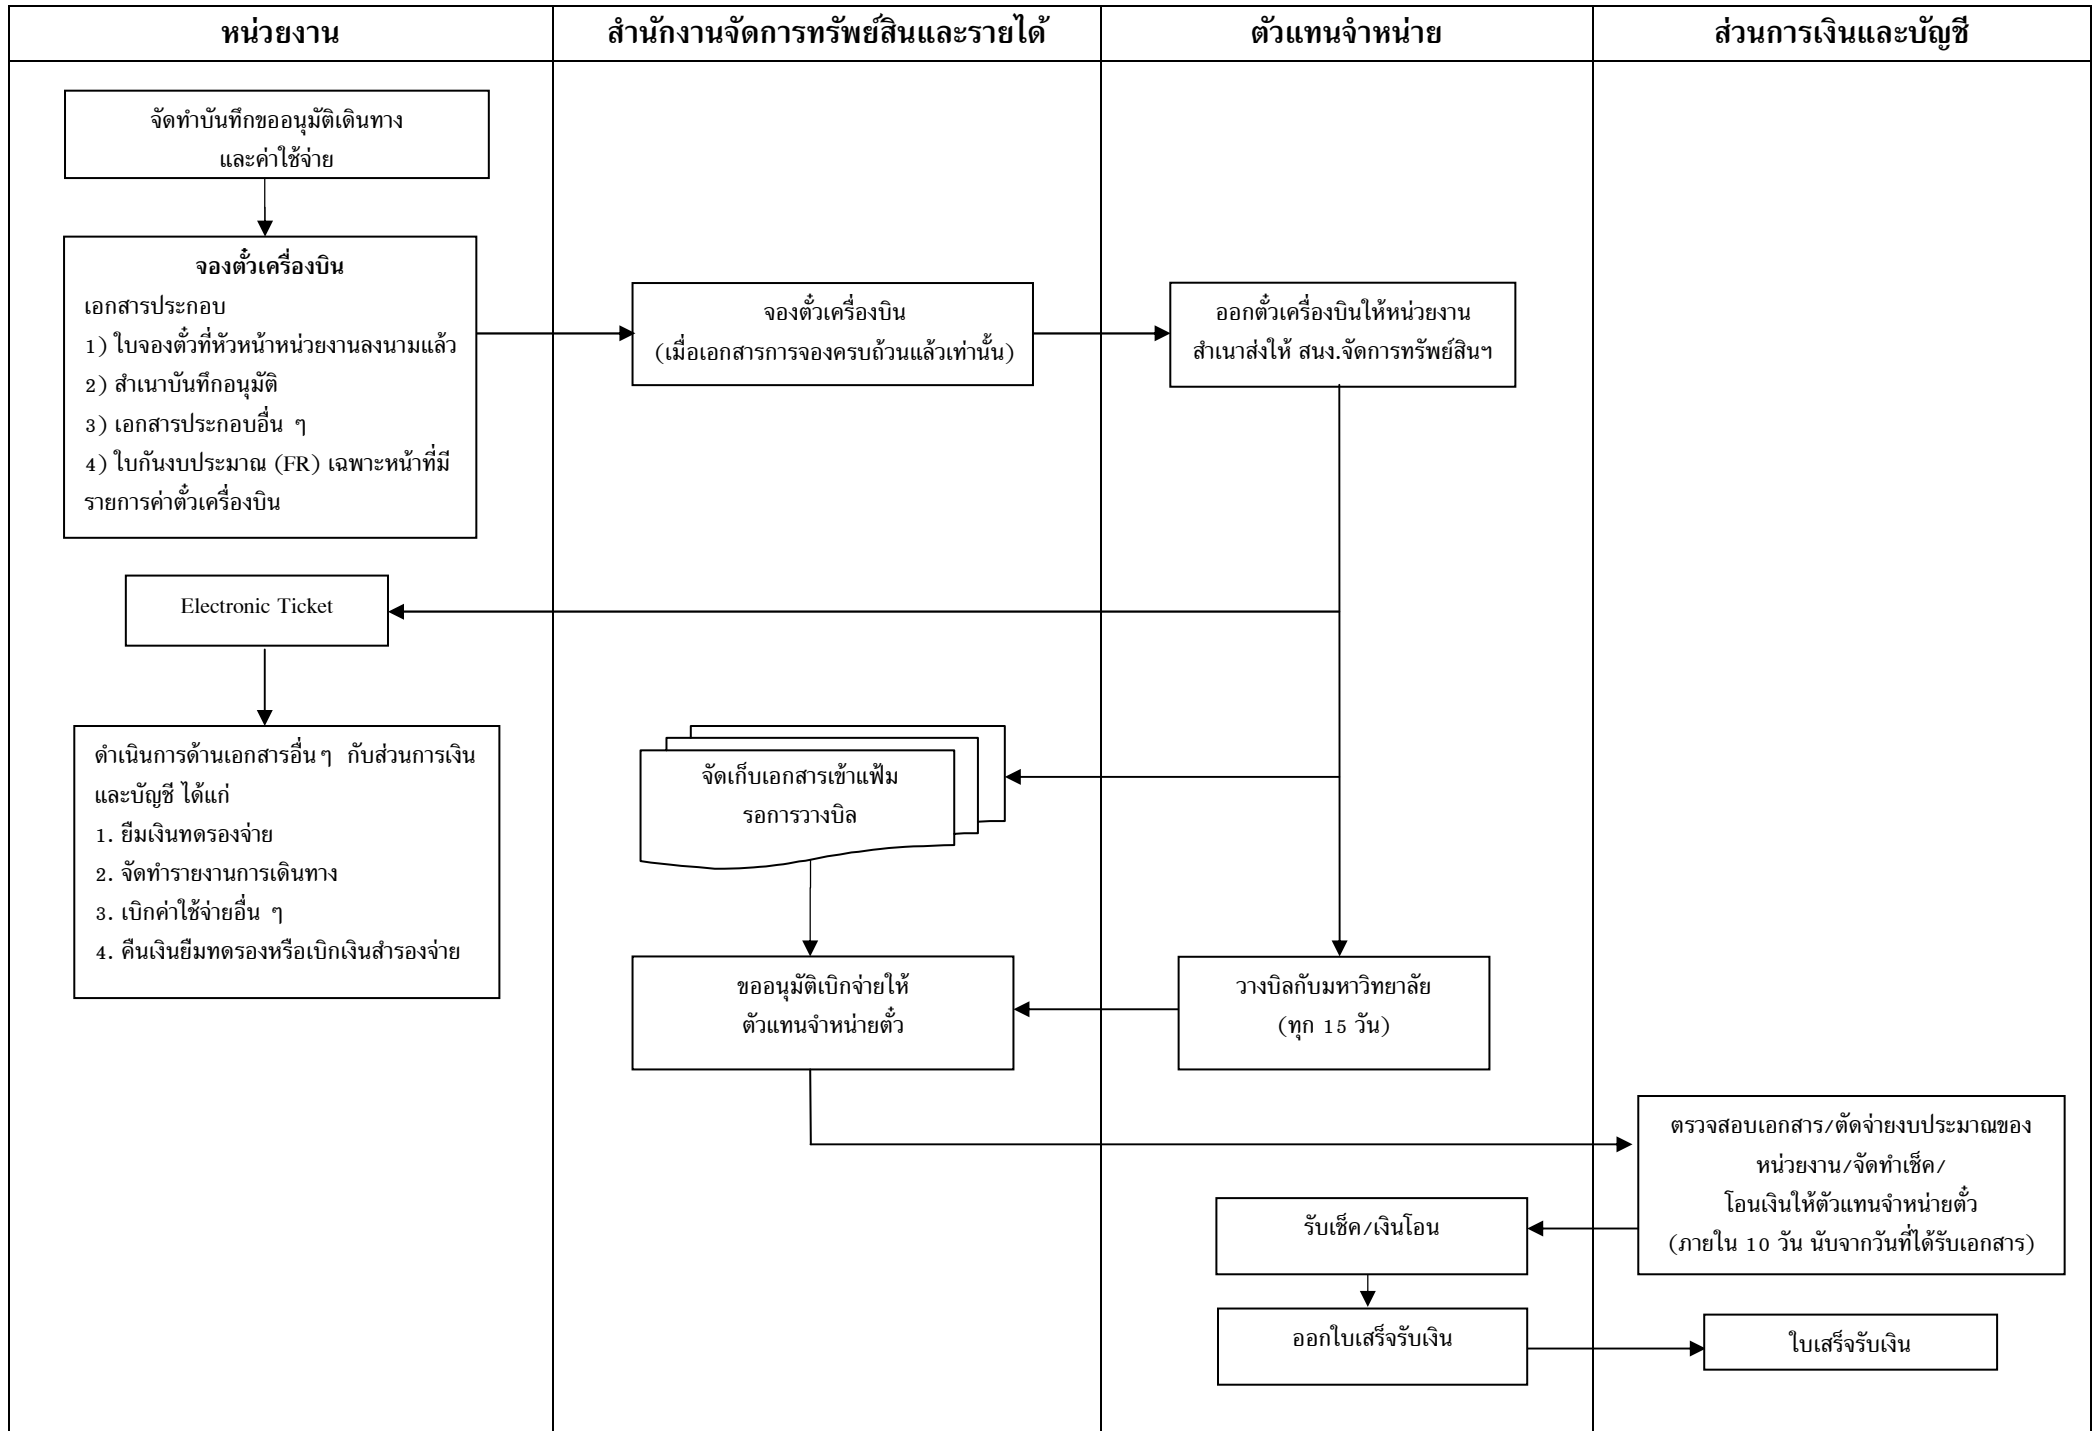 หน่วยงาน
สำนักงานจัดการทรัพย์สินและรายได้
ตัวแทนจำหน่าย
ส่วนการเงินและบัญชี
จัดทำบันทึกขออนุมัติเดินทาง
และค่าใช้จ่าย
จองตั๋วเครื่องบิน
เอกสารประกอบ
1) ใบจองตั๋วที่หัวหน้าหน่วยงานลงนามแล้ว
2) สำเนาบันทึกอนุมัติ
3) เอกสารประกอบอื่น ๆ
4) ใบกันงบประมาณ (FR) เฉพาะหน้าที่มี
รายการค่าตั๋วเครื่องบิน
จองตั๋วเครื่องบิน
(เมื่อเอกสารการจองครบถ้วนแล้วเท่านั้น)
ออกตั๋วเครื่องบินให้หน่วยงาน
สำเนาส่งให้ สนง.จัดการทรัพย์สินฯ
Electronic Ticket
ดำเนินการด้านเอกสารอื่น ๆ กับส่วนการเงิน
และบัญชี ได้แก่
1. ยืมเงินทดรองจ่าย
2. จัดทำรายงานการเดินทาง
3. เบิกค่าใช้จ่ายอื่น ๆ
4. คืนเงินยืมทดรองหรือเบิกเงินสำรองจ่าย
จัดเก็บเอกสารเข้าแฟ้ม
รอการวางบิล
ขออนุมัติเบิกจ่ายให้
ตัวแทนจำหน่ายตั๋ว
วางบิลกับมหาวิทยาลัย
(ทุก 15 วัน)
ตรวจสอบเอกสาร/ตัดจ่ายงบประมาณของ
หน่วยงาน/จัดทำเช็ค/
โอนเงินให้ตัวแทนจำหน่ายตั๋ว
(ภายใน 10 วัน นับจากวันที่ได้รับเอกสาร)
รับเช็ค/เงินโอน
ออกใบเสร็จรับเงิน
ใบเสร็จรับเงิน